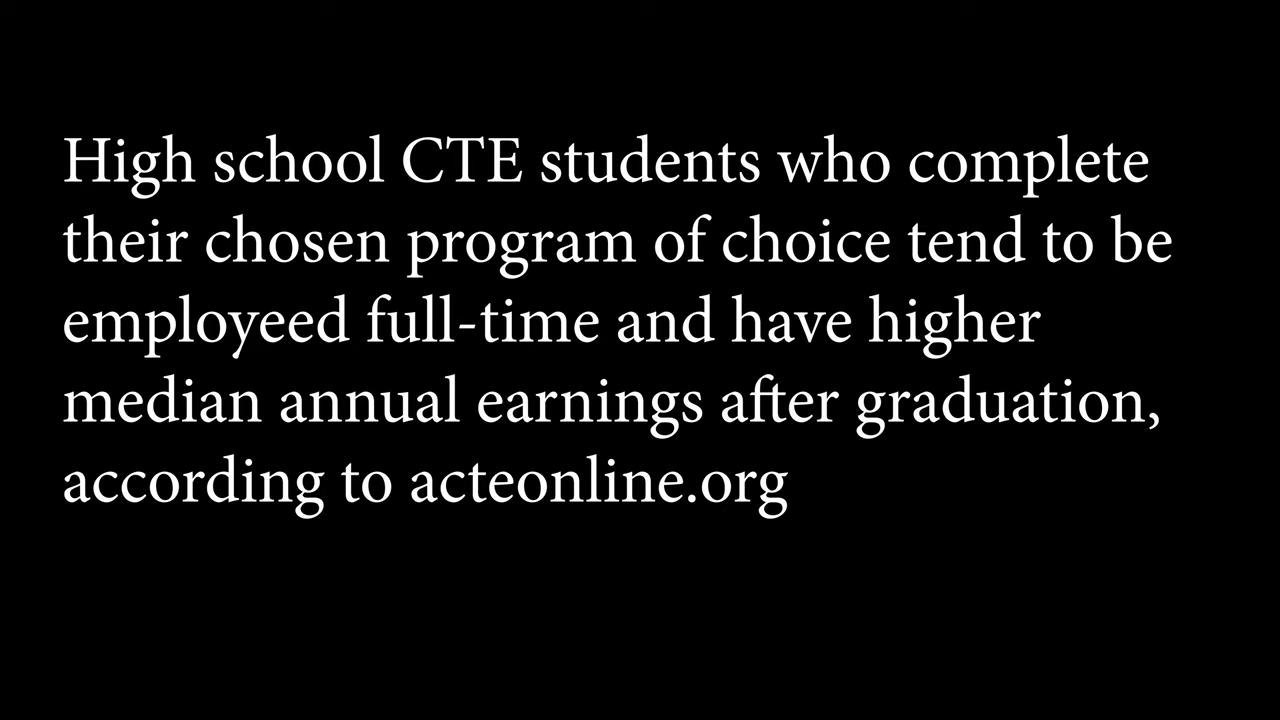 High school CTE students who complete
their chosen program of choice tend to be
employeed full-time and have higher
median annual earnings after graduation,
according to acteonline.org